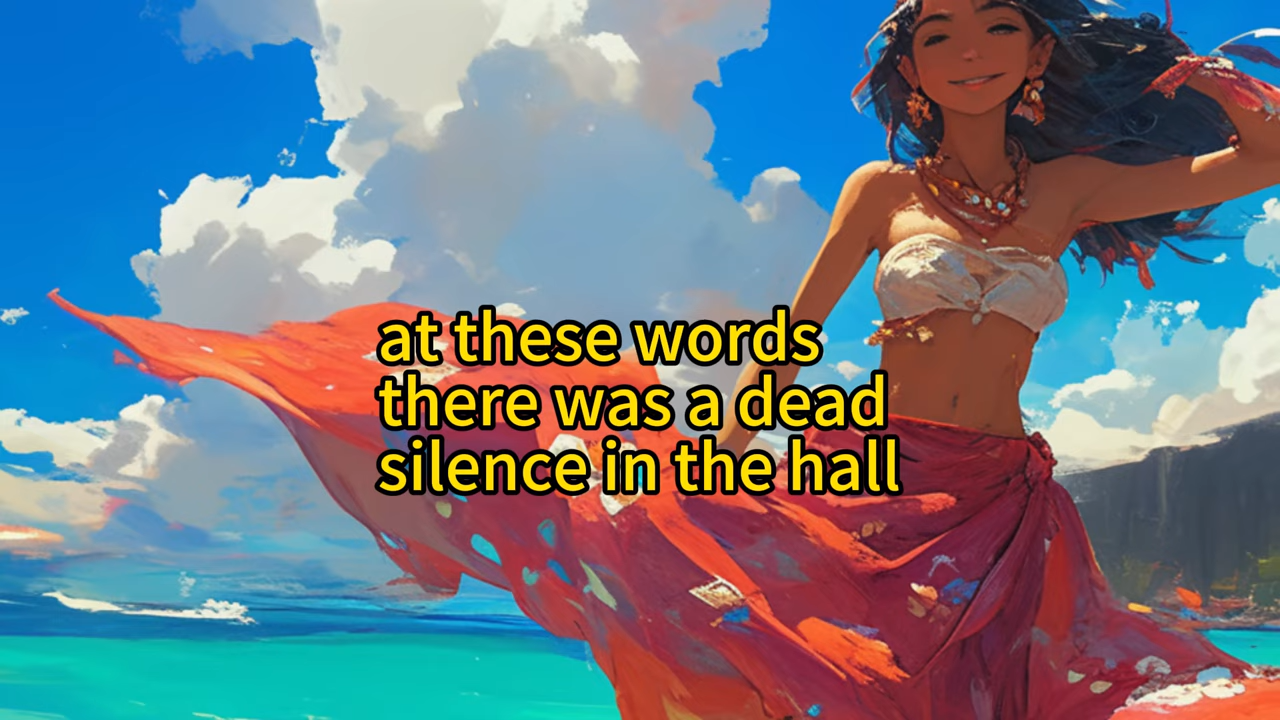 at these words
there was a dead
silence in the hall